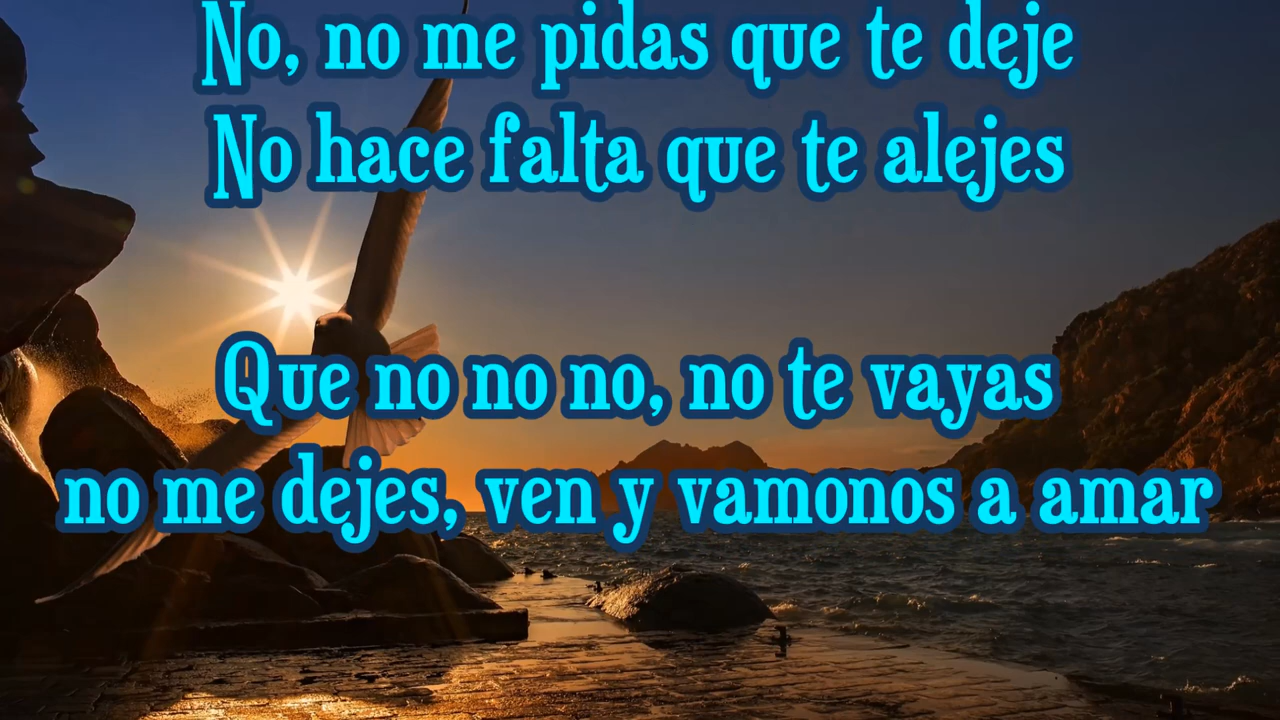 No, no me pidas que te deje
No hace falta que te alejes
Que no no no, no te vayas
no me dejes, ven y vamonos a amar